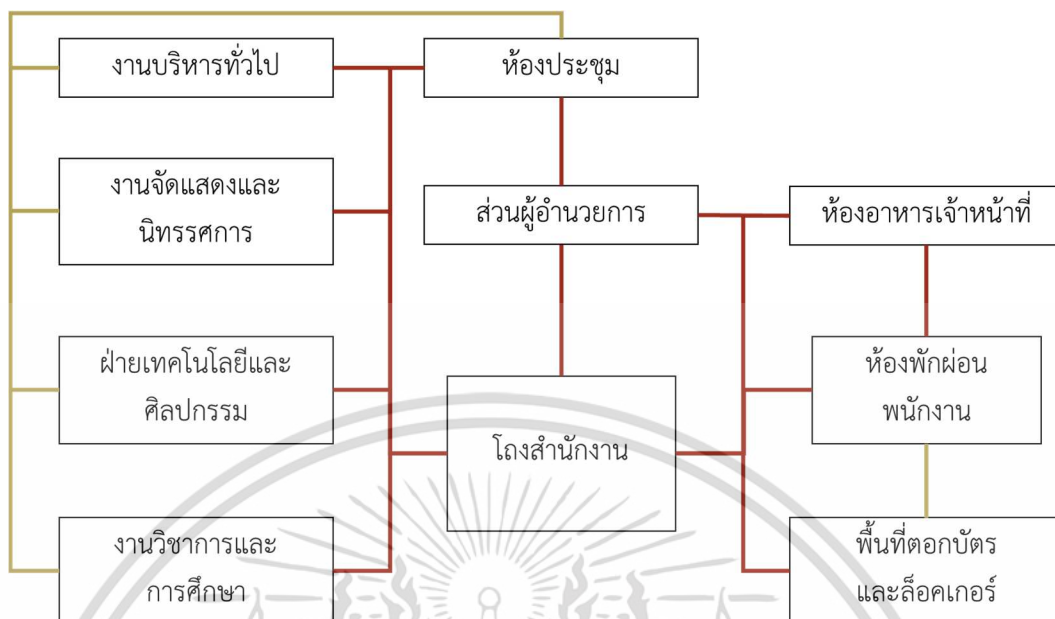 งานบริหารทั่วไป
ห้องประชุม
งานจัดแสดงและ
นิทรรศการ
ส่วนผู้อำนวยการ
ห้องอาหารเจ้าหน้าที่
ฝ่ายเทคโนโลยีและ
ศิลปกรรม
โถงสำนักงาน
ห้องพักผ่อน
พนักงาน
งานวิชาการและ
การศึกษา
พื้นที่ตอกบัตร
และล็อคเกอร์